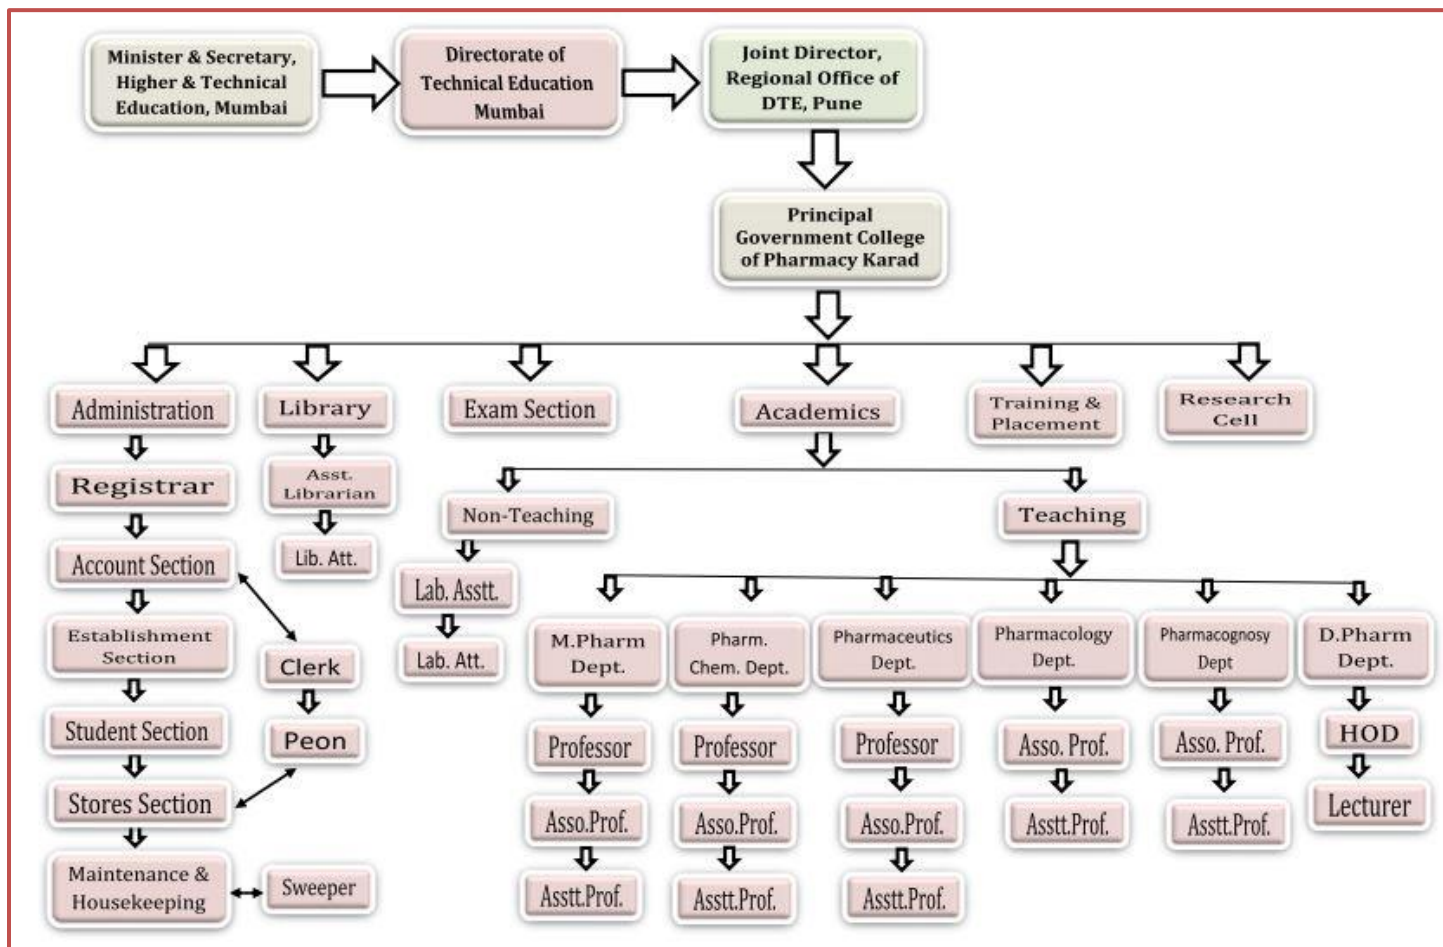 Minister & Secretary,
Higher & Technical
Education, Mumbai
Directorate of
Technical Education
Mumbai
Joint Director,
Regional Office of
DTE, Pune
Principal
Government College
of Pharmacy Karad
Administration
Library
Exam Section
Academics
Training &
Placement
Research
Cell
Registrar
Asst.
Librarian
Non-Teaching
Teaching
Account Section
Lib. Att.
Lab. Asstt.
Establishment
Section
Clerk
Lab. Att.
M.Pharm
Dept.
Pharm.
Chem. Dept.
Pharmaceutics
Dept.
Pharmacology
Dept.
Pharmacognosy
Dept
D.Pharm
Dept.
Student Section
Peon
Professor
Professor
Professor
Asso. Prof.
Asso. Prof.
HOD
Stores Section
Asso.Prof.
Asso.Prof.
Asso.Prof.
Asstt.Prof.
Asstt.Prof.
Lecturer
Maintenance &
Housekeeping
Sweeper
Asstt.Prof.
Asstt.Prof.
Asstt.Prof.